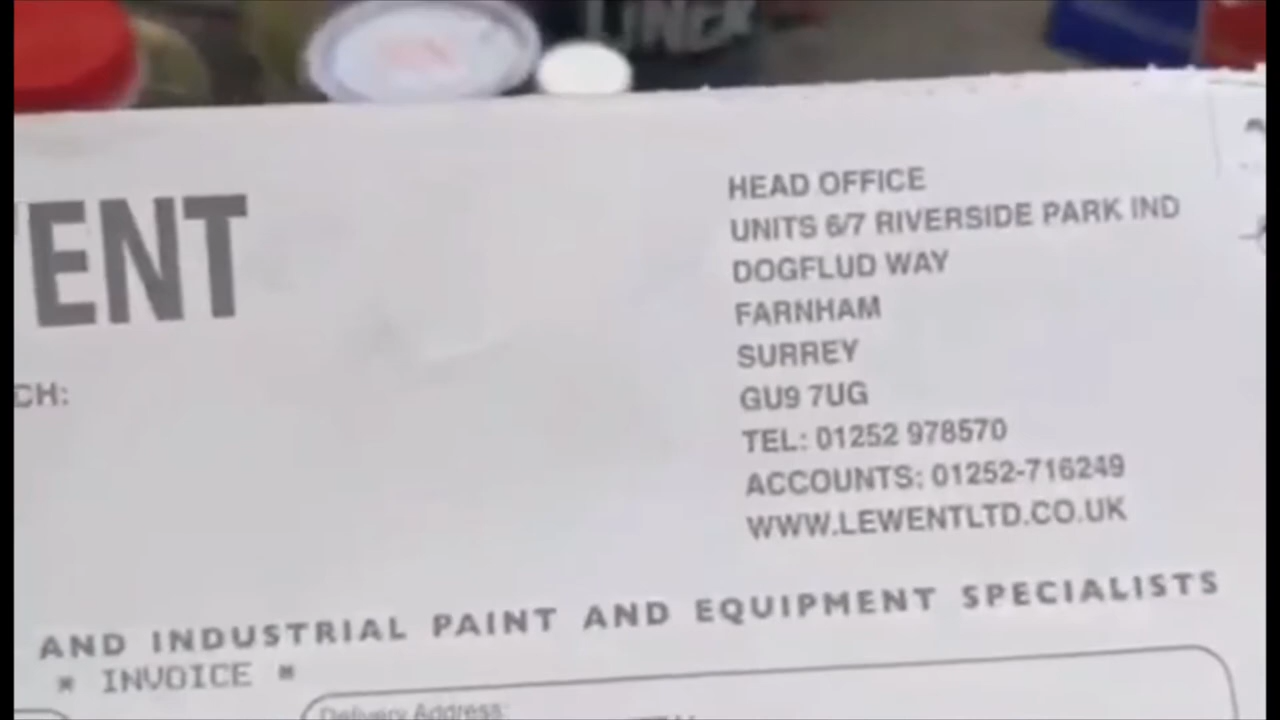 LINEX
HEAD OFFICE
UNITS 6/7 RIVERSIDE PARK IND
DOGFLUD WAY
FARNHAM
SURREY
GU9 7UG
TEL: 01252 978570
ACCOUNTS: 01252-716249
WWW.LEWENTLTD.CO.UK
ENT
CH:
AND INDUSTRIAL PAINT AND EQUIPMENT SPECIALISTS
* INVOICE *
Delivery Address: